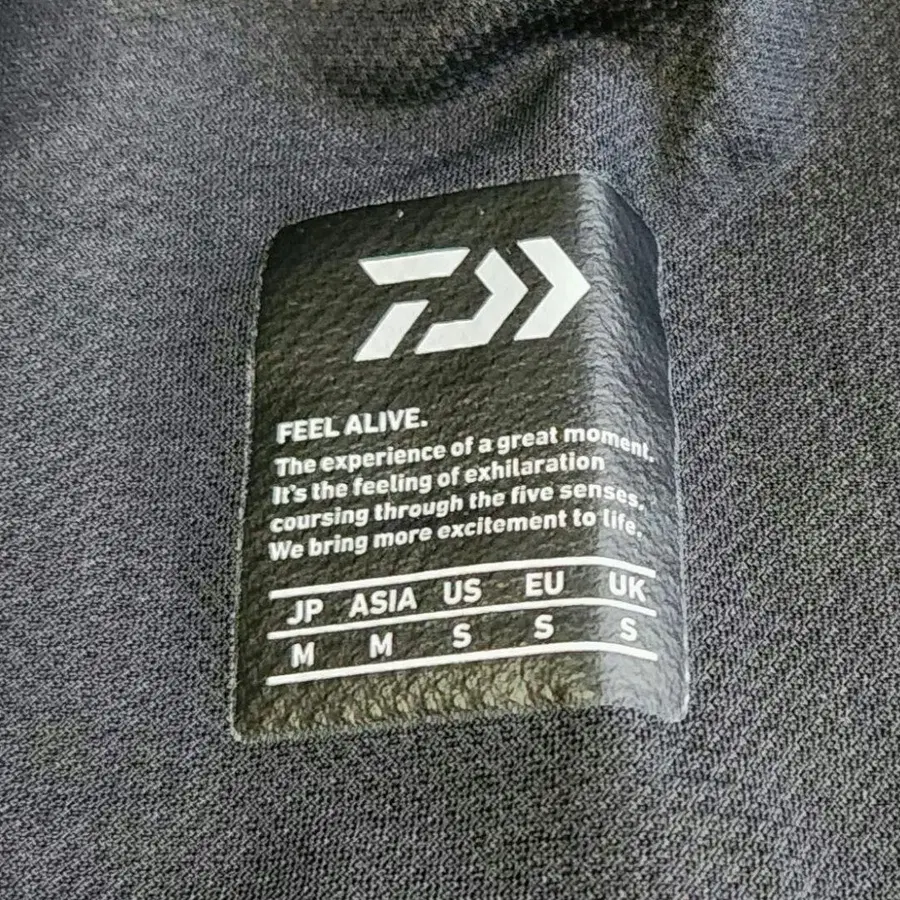 FEEL ALIVE.
The experience of a great moment.
It's the feeling of exhilaration
coursing through the five senses.
We bring more excitement to life.
JP ASIA US EU UK
M M S S S